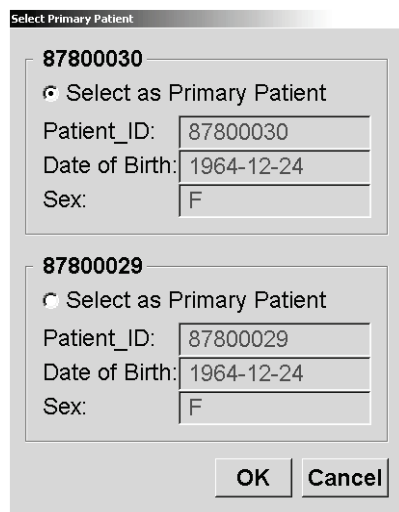 Select Primary Patient
87800030
Select as Primary Patient
Patient_ID: 87800030
Date of Birth: 1964-12-24
Sex: F
87800029
Select as Primary Patient
Patient_ID: 87800029
Date of Birth: 1964-12-24
Sex: F
OK Cancel